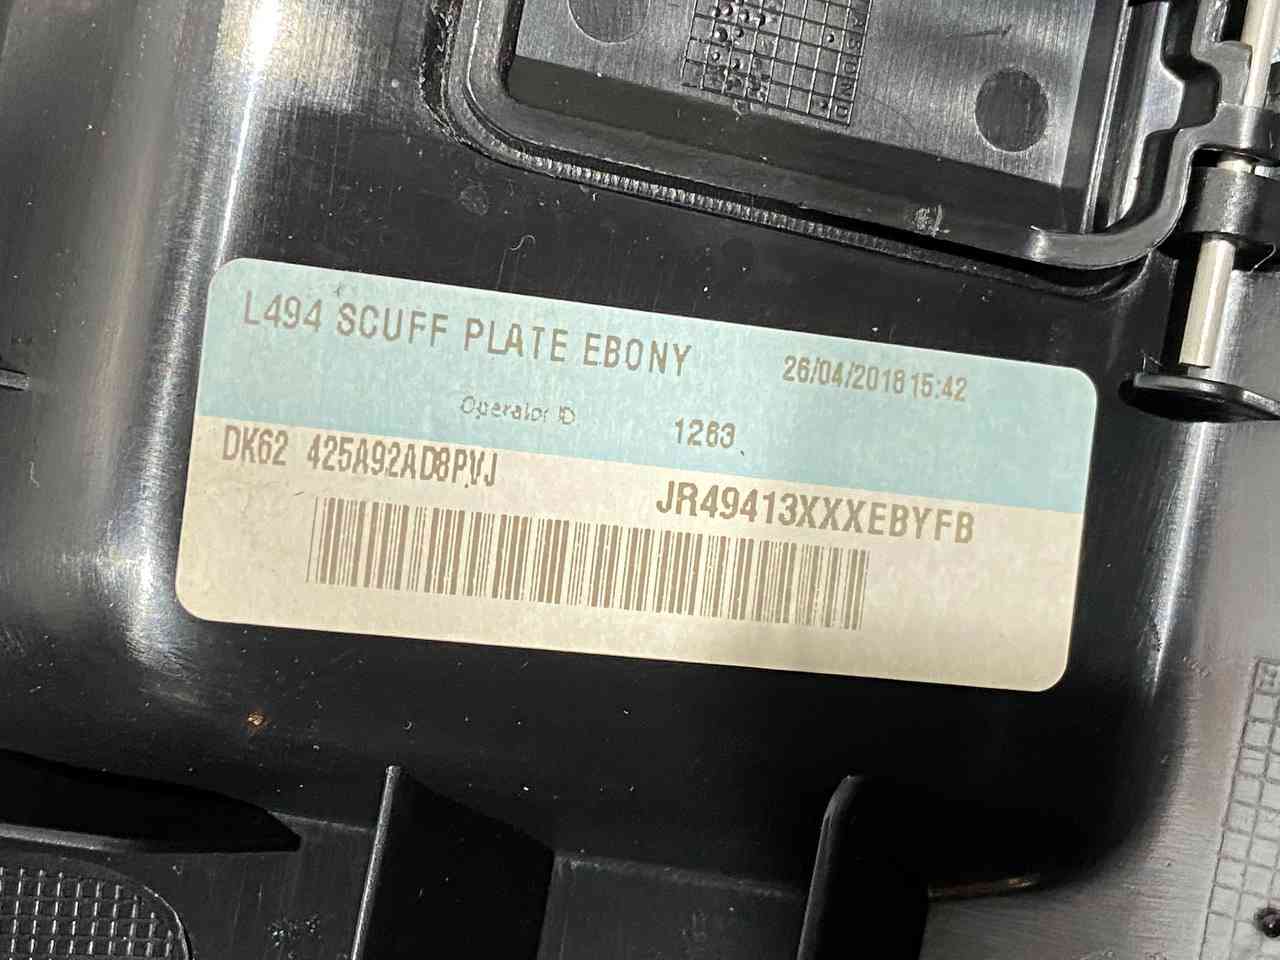 L494 SCUFF PLATE EBONY
26/04/2018 15:42
Operator ID 1263
DK62 425A92AD8PVJ
JR49413XXXEBYFB